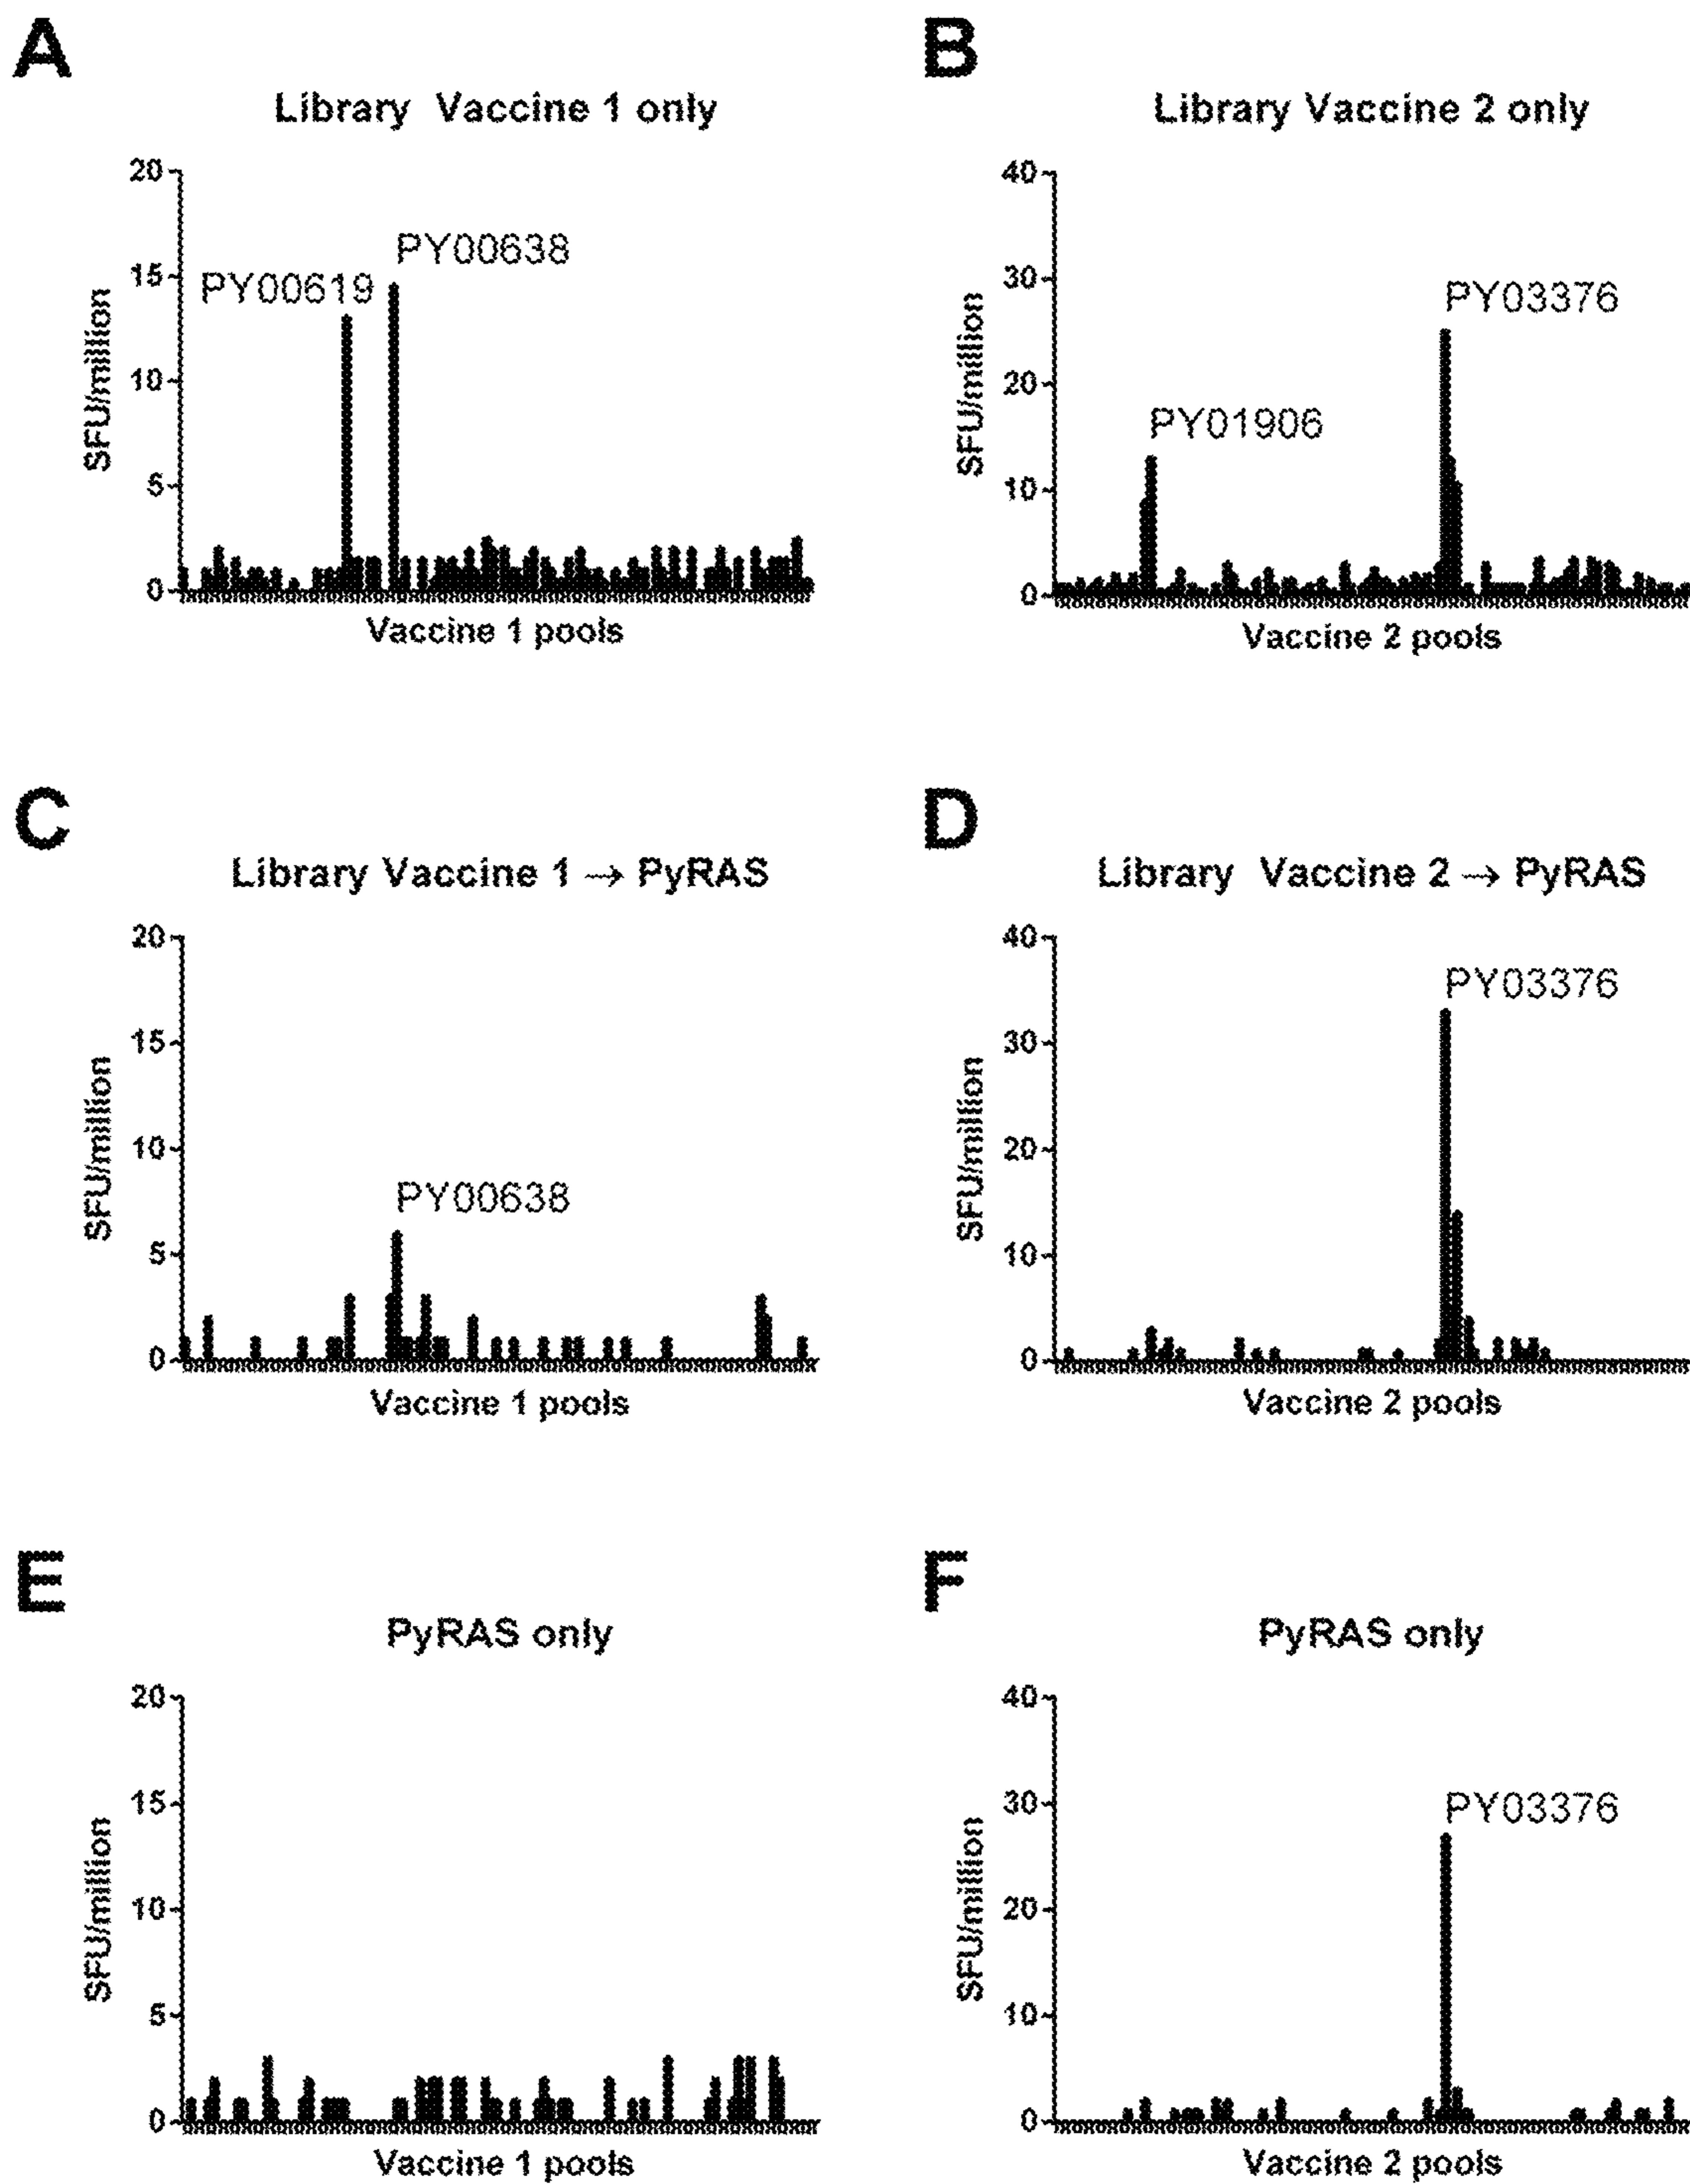 A
Library Vaccine 1 only
20
15
10
5
0
SFU/million
PY00619
PY00638
Vaccine 1 pools
B
Library Vaccine 2 only
40
30
20
10
0
SFU/million
PY01906
PY03376
Vaccine 2 pools
C
Library Vaccine 1 → PyRAS
20
15
10
5
0
SFU/million
PY00638
Vaccine 1 pools
D
Library Vaccine 2 → PyRAS
40
30
20
10
0
SFU/million
PY03376
Vaccine 2 pools
E
PyRAS only
20
15
10
5
0
SFU/million
Vaccine 1 pools
F
PyRAS only
40
30
20
10
0
SFU/million
PY03376
Vaccine 2 pools